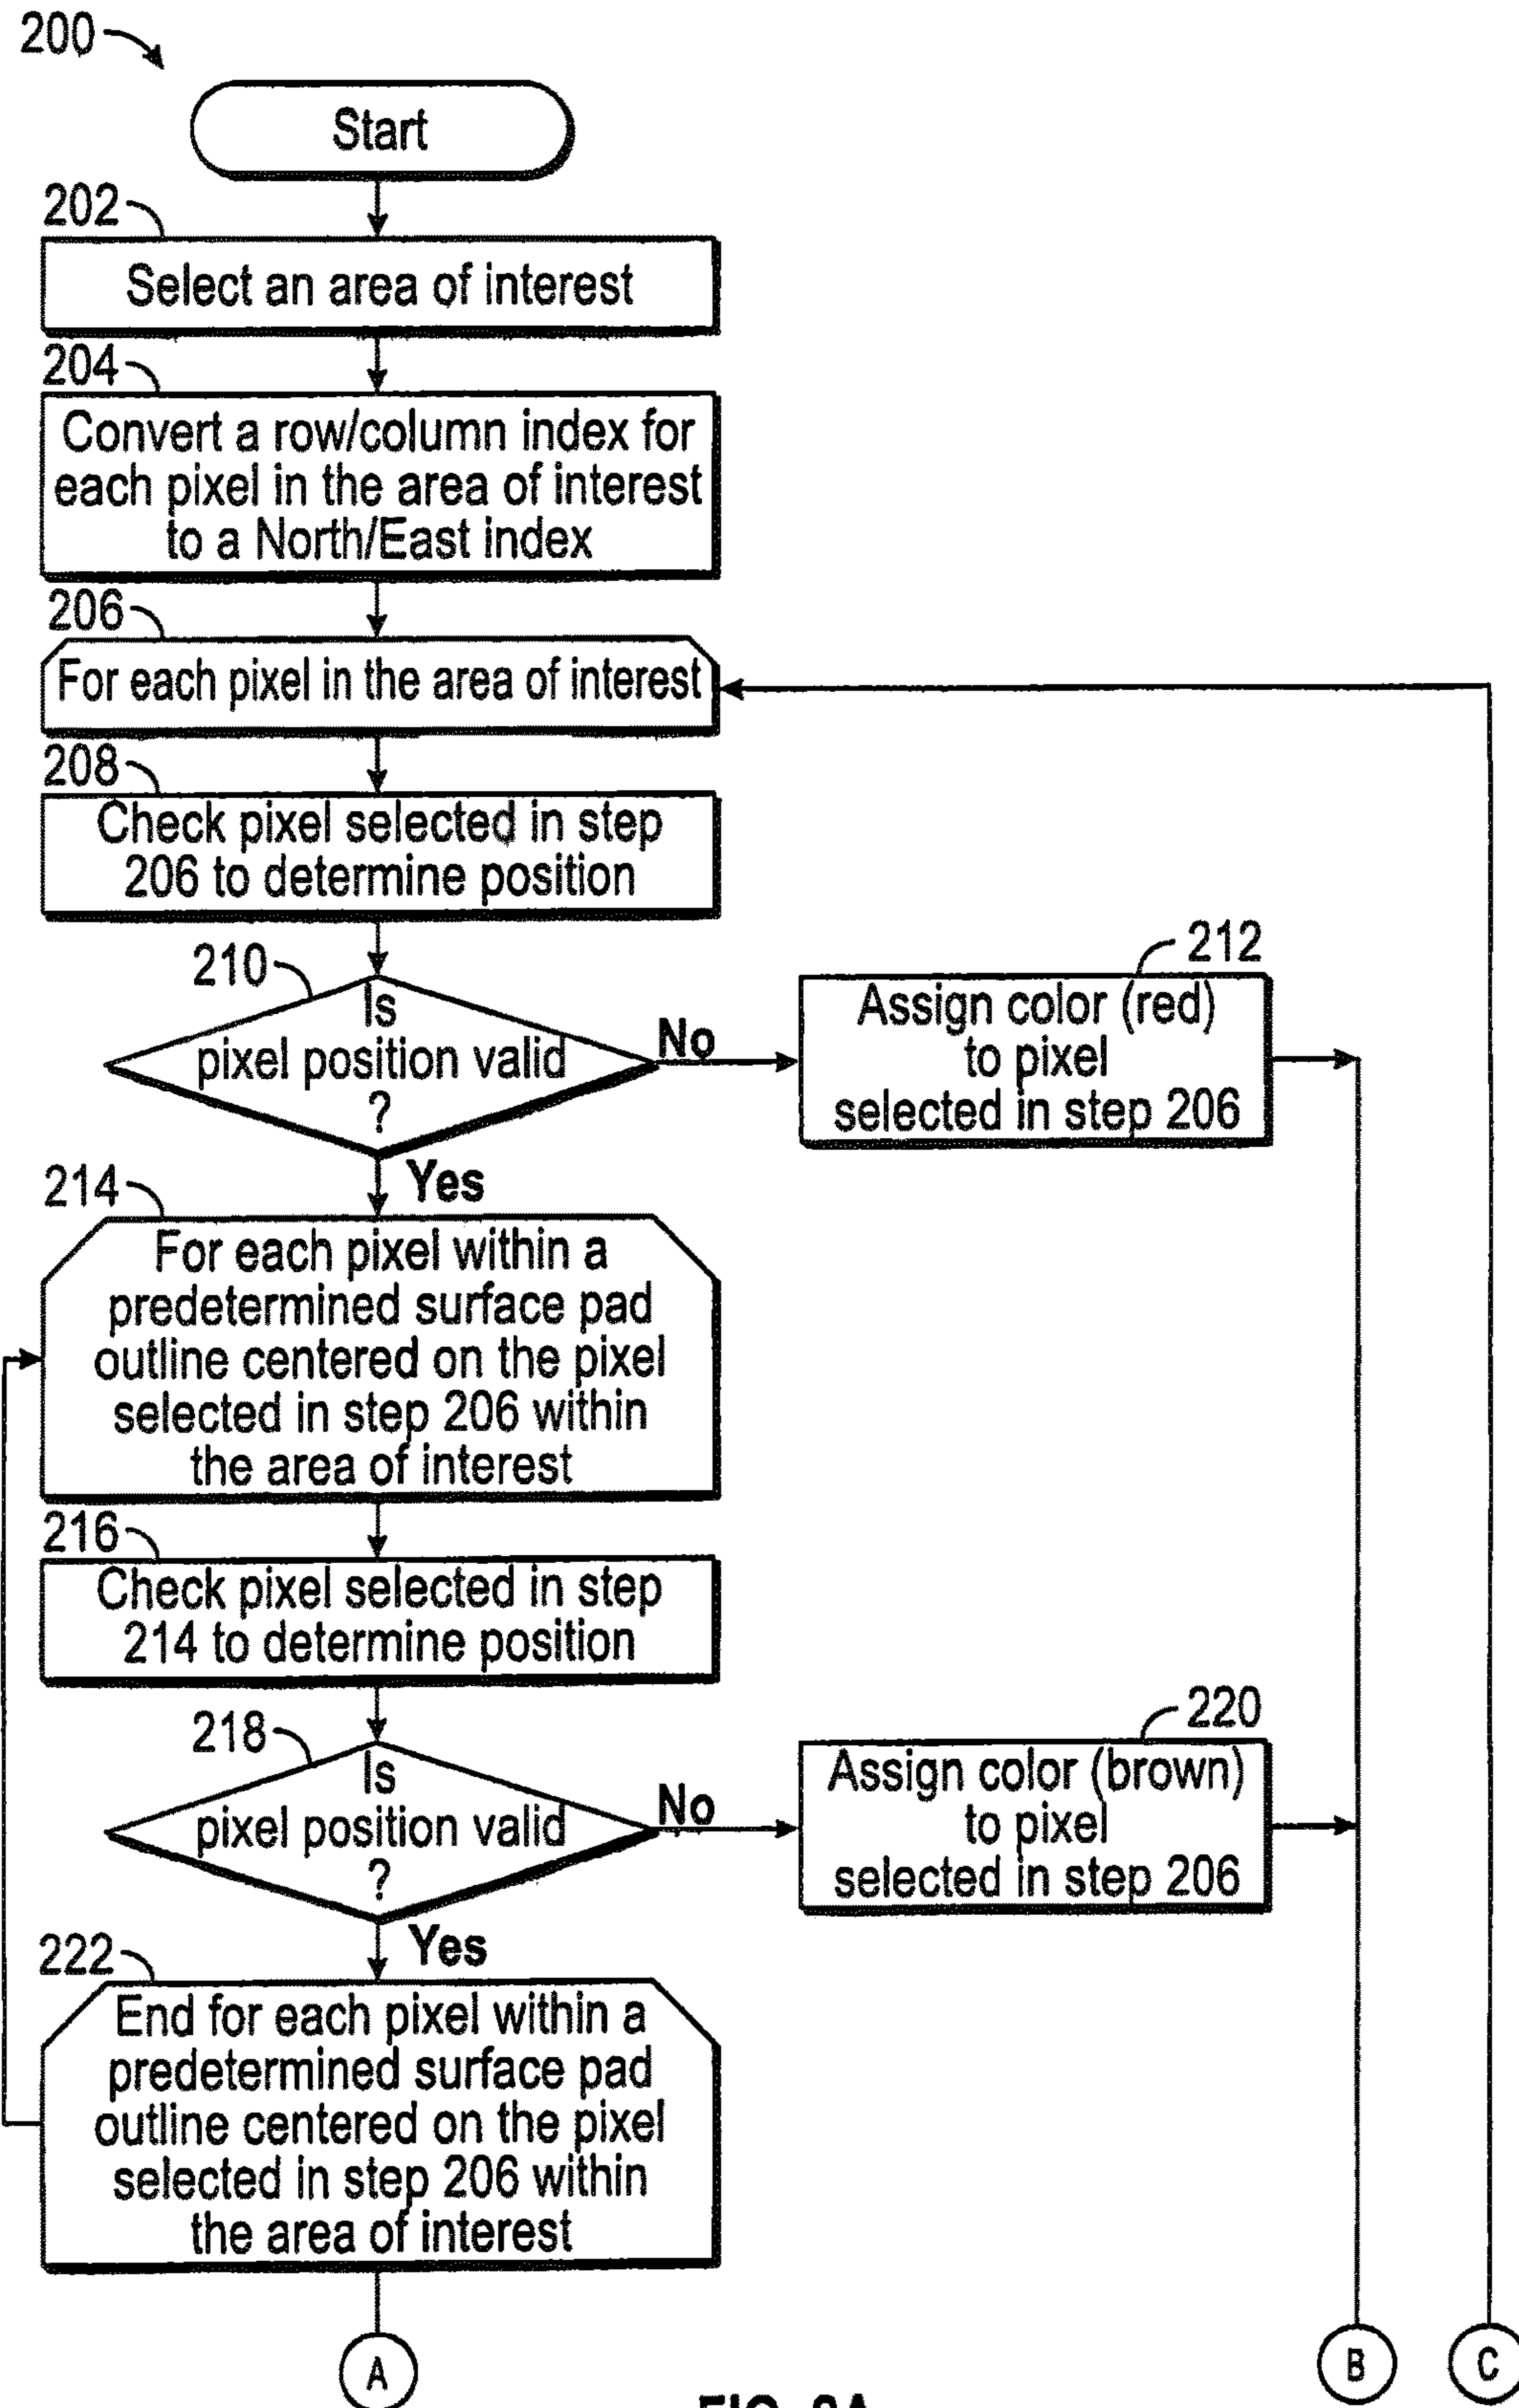 200
Start
202
Select an area of interest
204
Convert a row/column index for
each pixel in the area of interest
to a North/East index
206
For each pixel in the area of interest
208
Check pixel selected in step
206 to determine position
210
Is
pixel position valid
?
No
212
Assign color (red)
to pixel
selected in step 206
Yes
214
For each pixel within a
predetermined surface pad
outline centered on the pixel
selected in step 206 within
the area of interest
216
Check pixel selected in step
214 to determine position
218
Is
pixel position valid
?
No
220
Assign color (brown)
to pixel
selected in step 206
Yes
222
End for each pixel within a
predetermined surface pad
outline centered on the pixel
selected in step 206 within
the area of interest
A
B
C